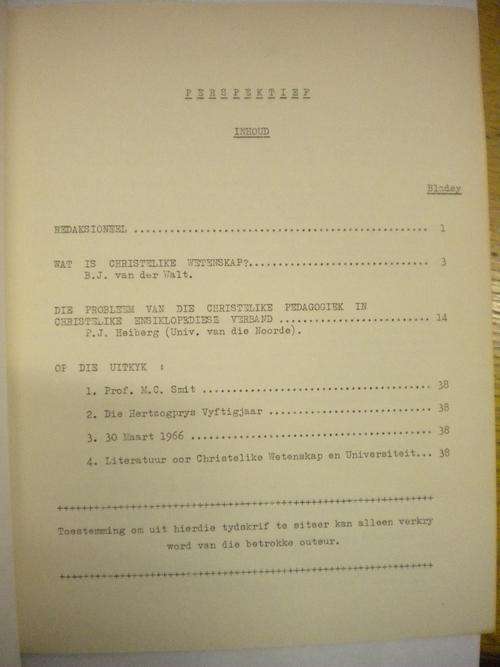 PERSPEKTIEF
INHOUD
Bladsy
REDAKSIONEEL .................................................. 1
WAT IS CHRISTELIKE WETENSKAP?.............................. 3
B.J. van der Walt.
DIE PROBLEEM VAN DIE CHRISTELIKE PEDAGOGIEK IN
CHRISTELIKE ENSIKLOPEDIESE VERBAND ......................... 14
P.J. Heiberg (Univ. van die Noorde).
OP DIE UITKYK :
1. Prof. M.C. Smit ...................................... 38
2. Die Hertzogprys Vyftigjaar ........................... 38
3. 30 Maart 1966 ........................................ 38
4. Literatuur oor Christelike Wetenskap en Universiteit... 38
++++++++++++++++++++++++++++++++++++++++++++++++++++++++++++++
Toestemming om uit hierdie tydskrif te siteer kan alleen verkry
word van die betrokke outeur.
++++++++++++++++++++++++++++++++++++++++++++++++++++++++++++++